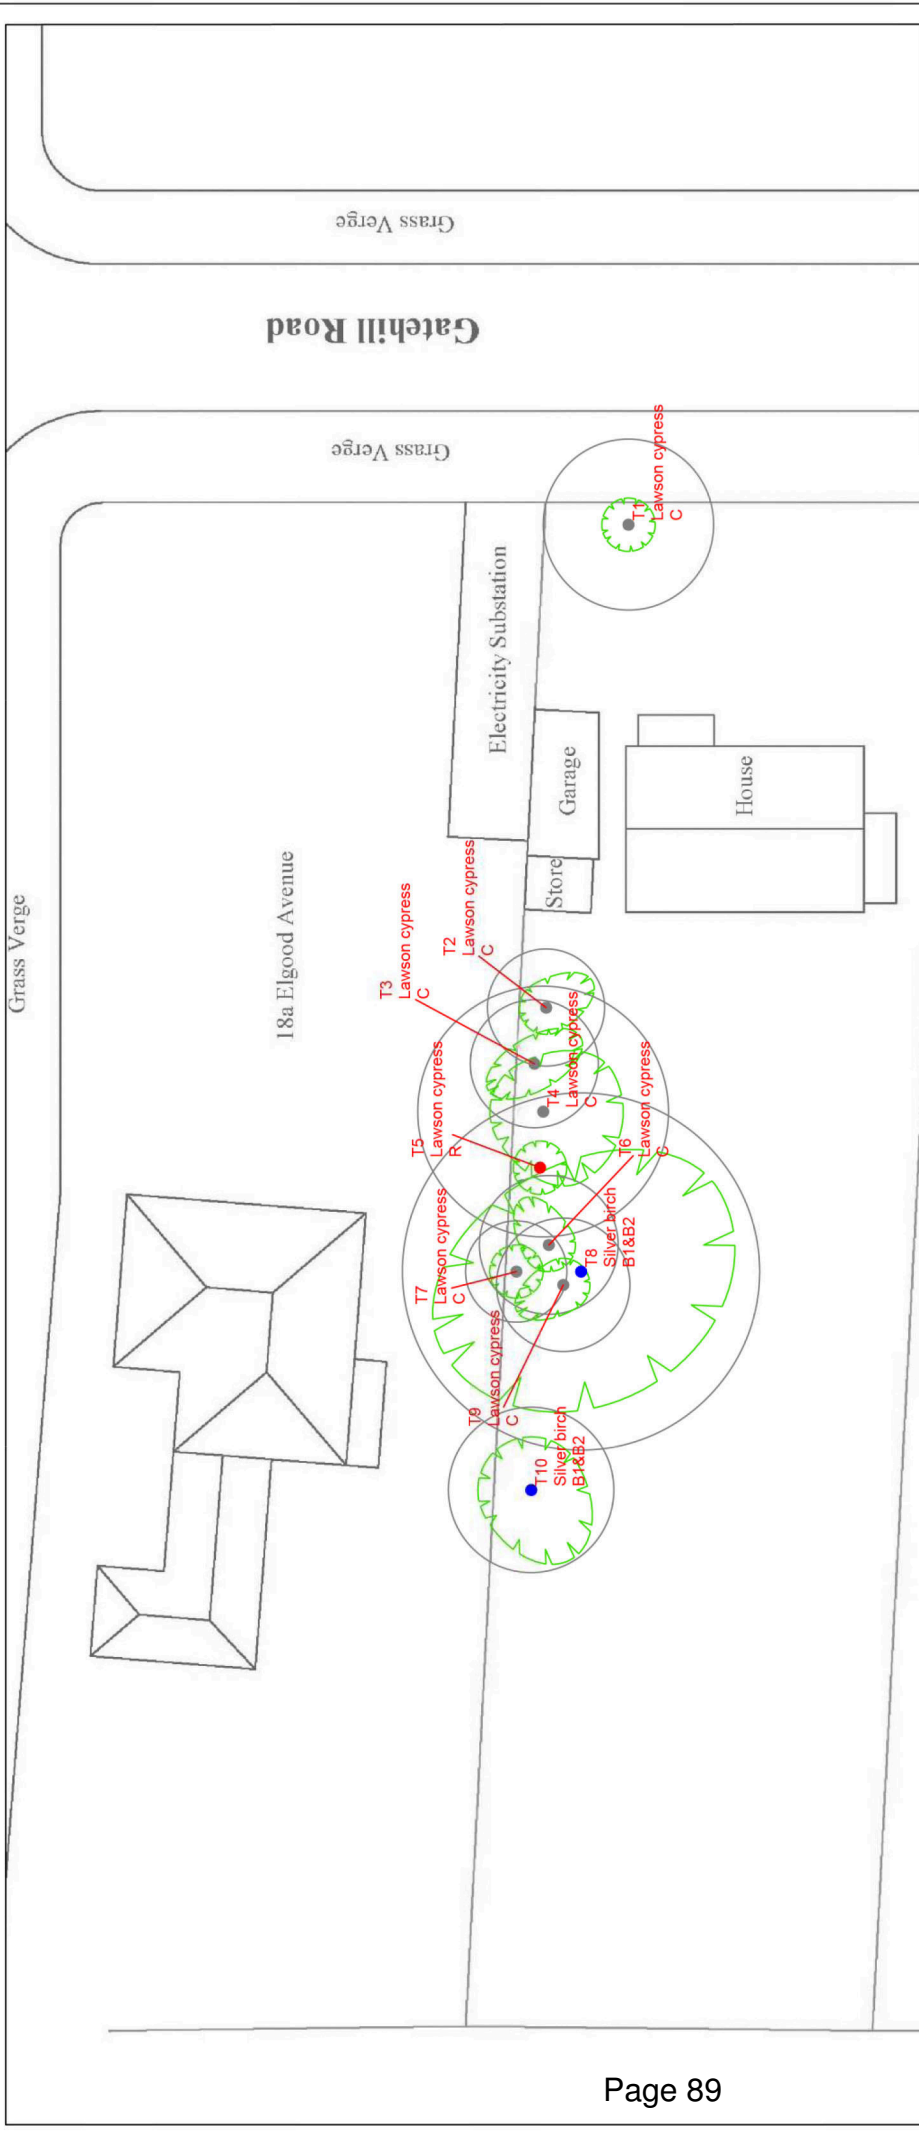 Grass Verge
Gatehill Road
Grass Verge
Grass Verge
18a Elgood Avenue
Electricity Substation
Garage
Store
House
T1
Lawson cypress
C
T2
Lawson cypress
C
T3
Lawson cypress
C
T4
Lawson cypress
C
T5
Lawson cypress
R
T6
Lawson cypress
C
T7
Lawson cypress
C
T8
Silver birch
B1&B2
T9
Lawson cypress
C
T10
Silver birch
B1&B2
Page 89